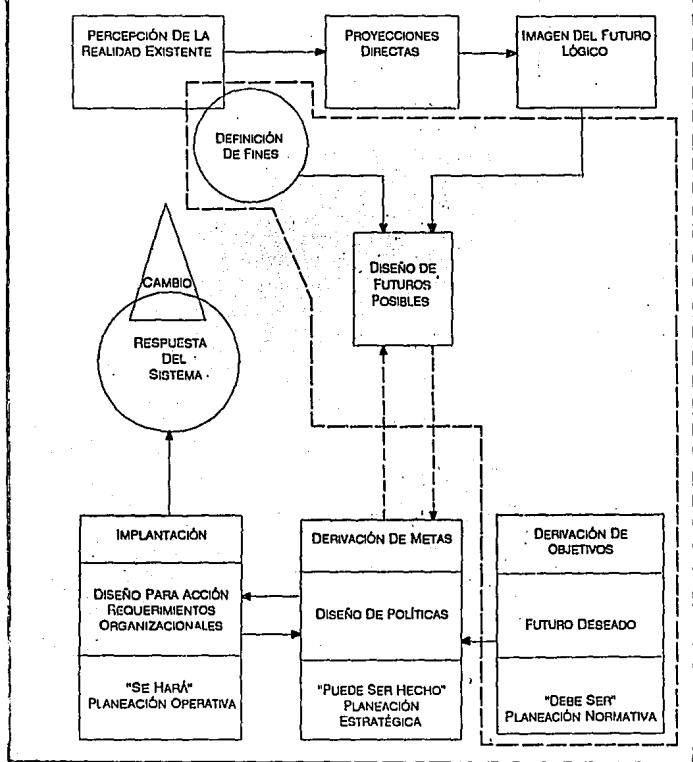 PERCEPCIÓN DE LA
REALIDAD EXISTENTE
PROYECCIONES
DIRECTAS
IMAGEN DEL FUTURO
LÓGICO
DEFINICIÓN
DE FINES
DISEÑO DE
FUTUROS
POSIBLES
CAMBIO
RESPUESTA
DEL
SISTEMA
IMPLANTACIÓN
DISEÑO PARA ACCIÓN
REQUERIMIENTOS
ORGANIZACIONALES
"SE HARÁ"
PLANEACIÓN OPERATIVA
DERIVACIÓN DE METAS
DISEÑO DE POLÍTICAS
"PUEDE SER HECHO"
PLANEACIÓN
ESTRATÉGICA
DERIVACIÓN DE
OBJETIVOS
FUTURO DESEADO
"DEBE SER"
PLANEACIÓN NORMATIVA